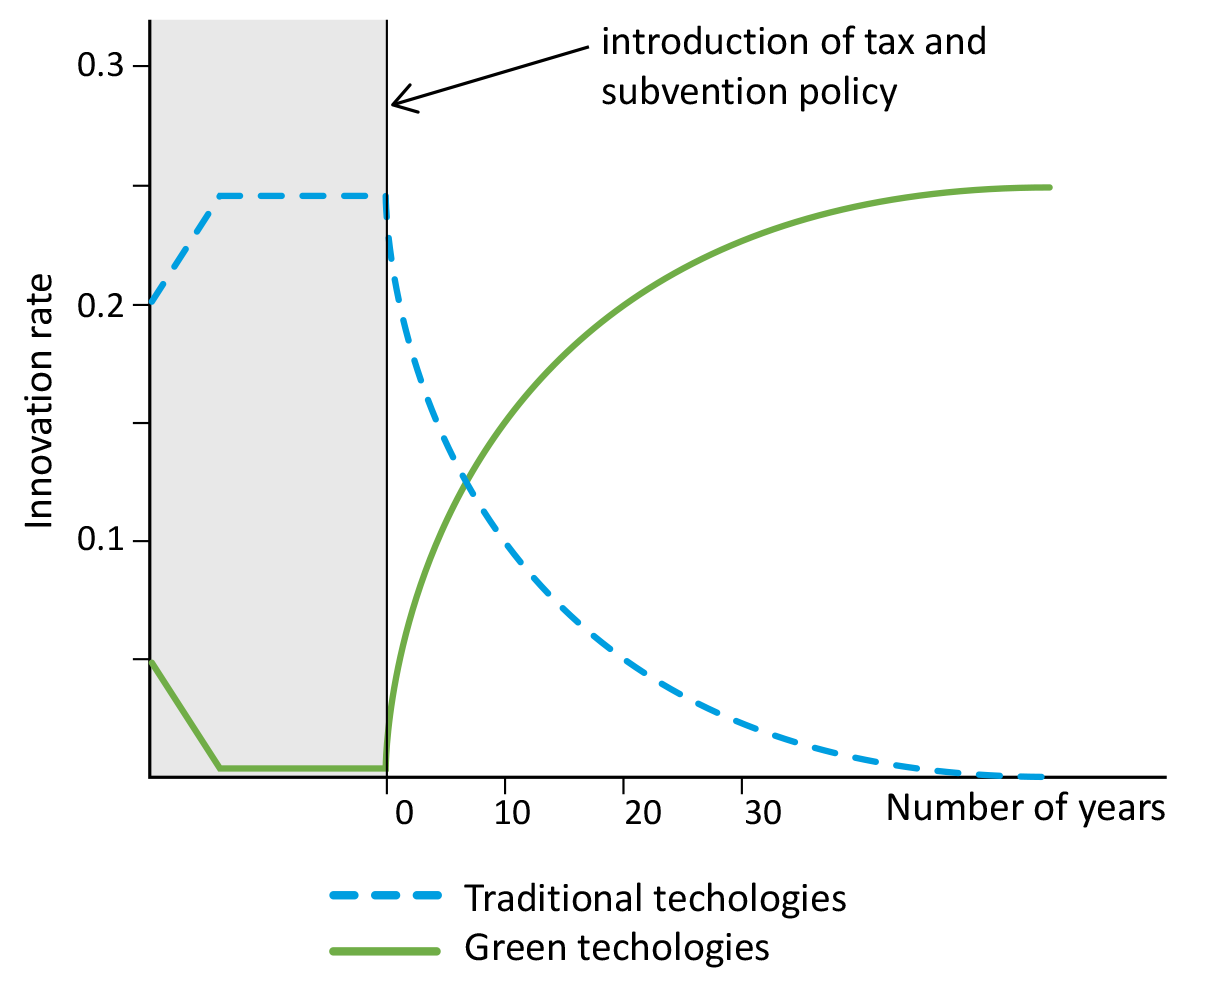 introduction of tax and
subvention policy
0.3
0.2
0.1
Innovation rate
0 10 20 30 Number of years
Traditional techologies
Green techologies